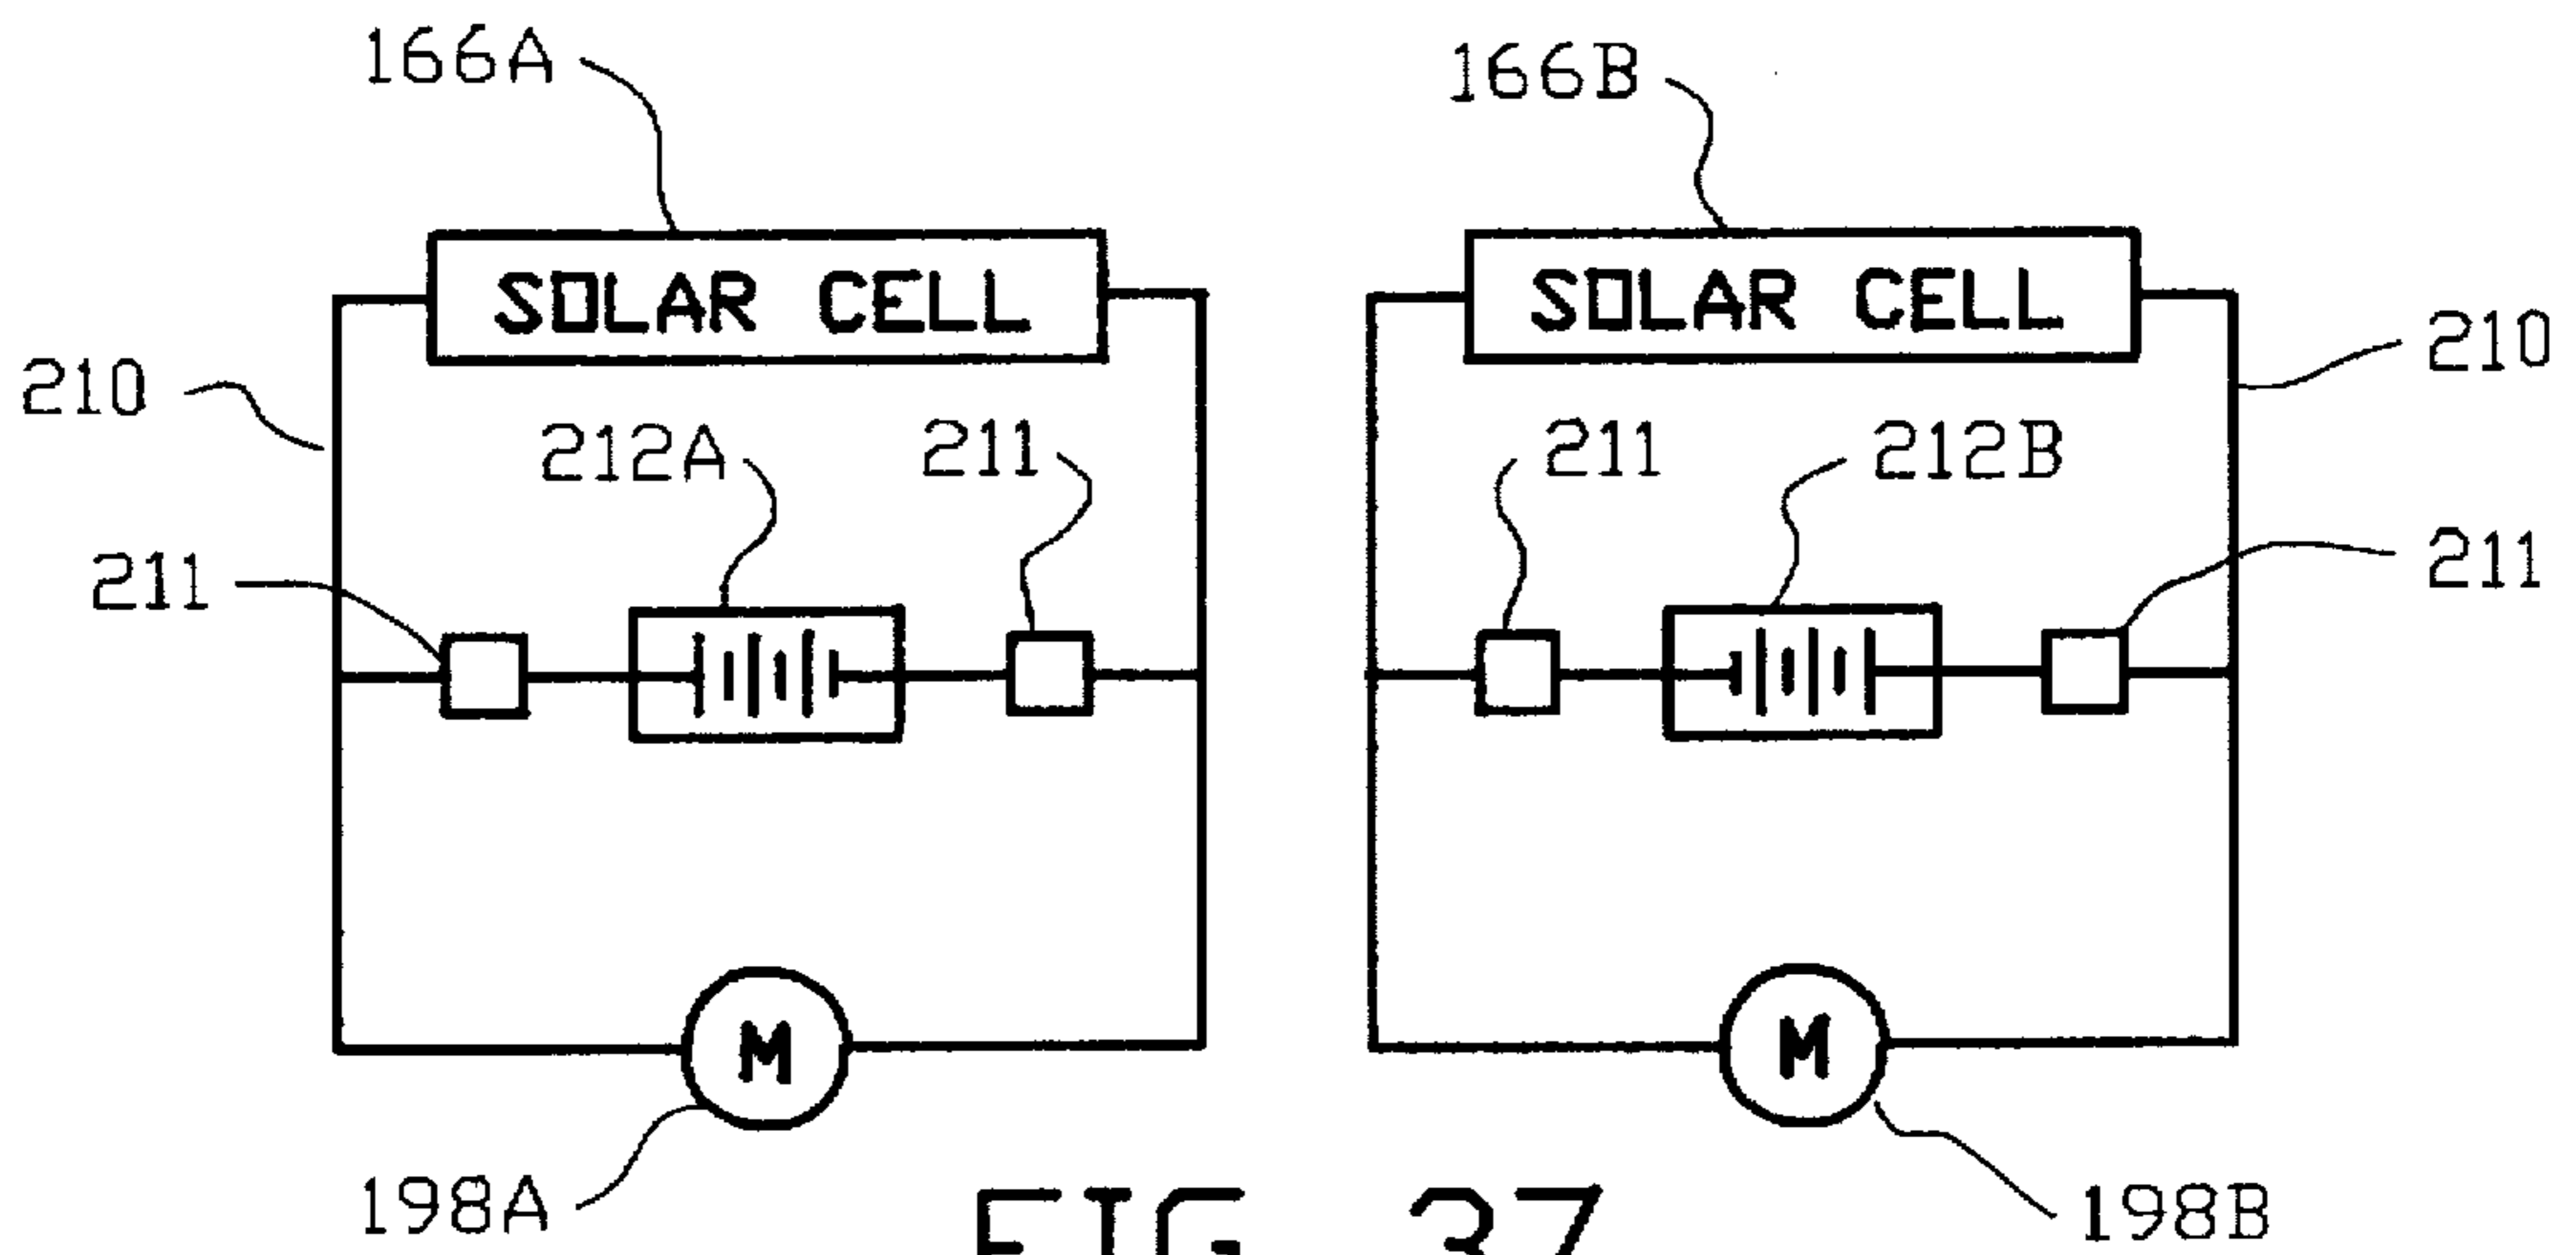 166A 166B
SOLAR CELL SOLAR CELL
210 210
212A 211 211 212B
211 211
M M
198A 198B
FIG 37